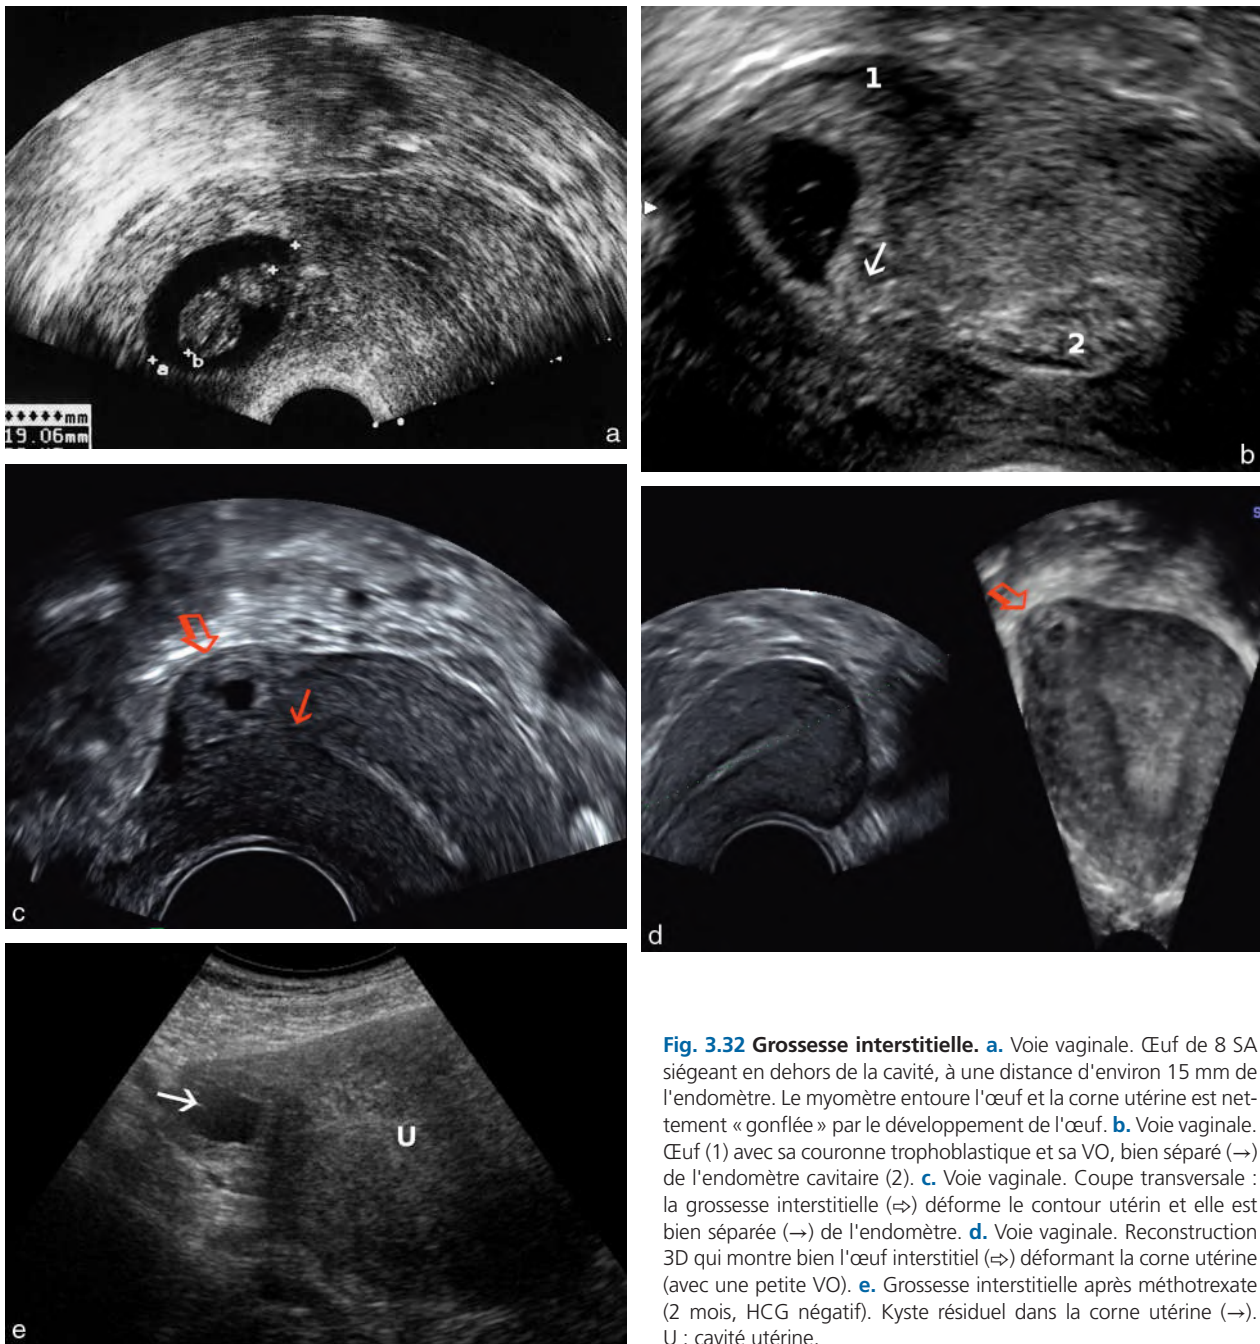 1
2
b
a
✦✦✦✦✦mm
19.06mm
a
b
c
S
d
U
e
Fig. 3.32 Grossesse interstitielle. a. Voie vaginale. Œuf de 8 SA
siégeant en dehors de la cavité, à une distance d'environ 15 mm de
l'endomètre. Le myomètre entoure l'œuf et la corne utérine est net-
tement « gonflée » par le développement de l'œuf. b. Voie vaginale.
Œuf (1) avec sa couronne trophoblastique et sa VO, bien séparé (→)
de l'endomètre cavitaire (2). c. Voie vaginale. Coupe transversale :
la grossesse interstitielle (⇨) déforme le contour utérin et elle est
bien séparée (→) de l'endomètre. d. Voie vaginale. Reconstruction
3D qui montre bien l'œuf interstitiel (⇨) déformant la corne utérine
(avec une petite VO). e. Grossesse interstitielle après méthotrexate
(2 mois, HCG négatif). Kyste résiduel dans la corne utérine (→).
U : cavité utérine.